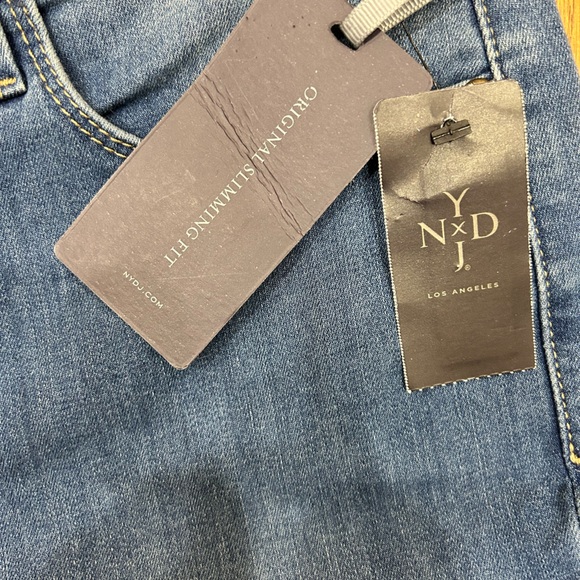 ORIGINAL SLIMMING FIT
NYDJ.COM
Y
N x D
J®
LOS ANGELES